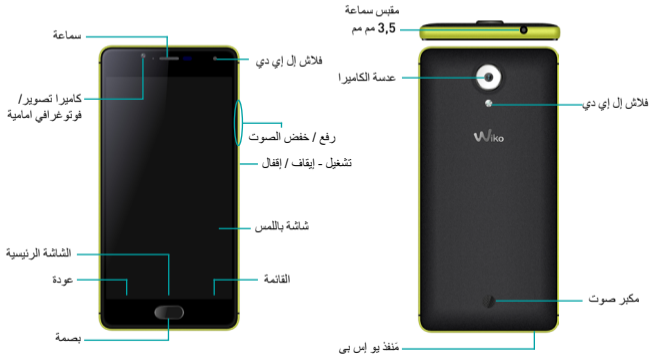 سماعة
فلاش إل إي دي
كاميرا تصوير/
فوتوغرافي امامية
رفع / خفض الصوت
تشغيل - إيقاف / إقفال
شاشة باللمس
الشاشة الرئيسية
عودة
القائمة
بصمة
مقبس سماعة
3,5 مم مم
عدسة الكاميرا
فلاش إل إي دي
Wiko
مكبر صوت
منفذ يو إس بي